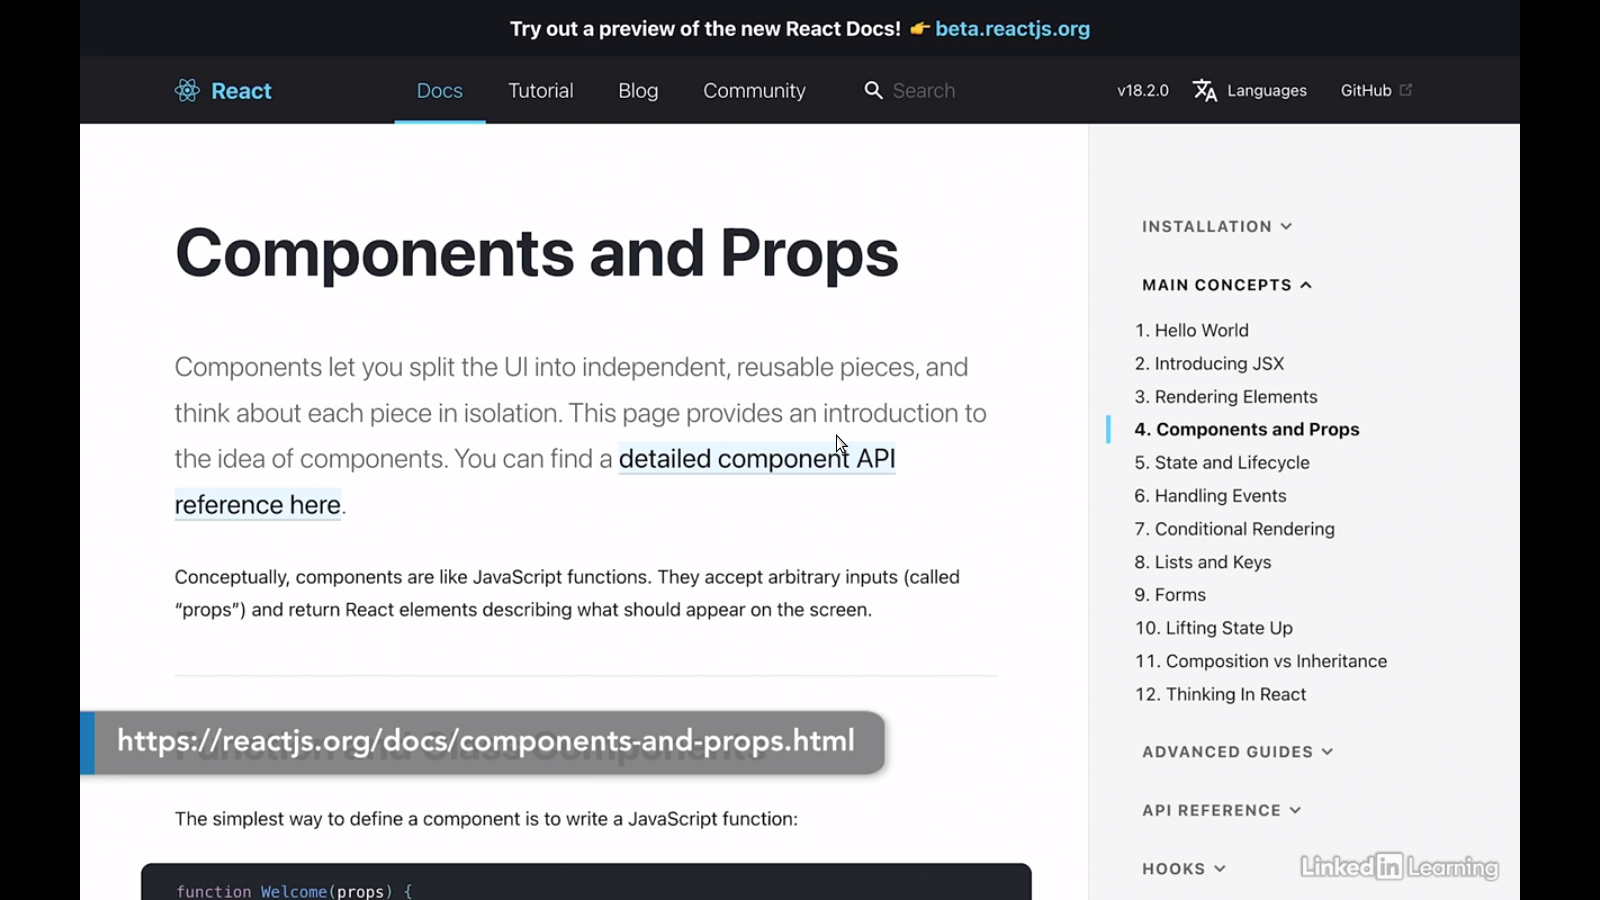 Try out a preview of the new React Docs! 👉 beta.reactjs.org
React Docs Tutorial Blog Community Search v18.2.0 Languages GitHub
Components and Props
Components let you split the UI into independent, reusable pieces, and
think about each piece in isolation. This page provides an introduction to
the idea of components. You can find a detailed component API
reference here.
Conceptually, components are like JavaScript functions. They accept arbitrary inputs (called
“props”) and return React elements describing what should appear on the screen.
Function and Class Components
https://reactjs.org/docs/components-and-props.html
The simplest way to define a component is to write a JavaScript function:
function Welcome(props) {
INSTALLATION
MAIN CONCEPTS
1. Hello World
2. Introducing JSX
3. Rendering Elements
4. Components and Props
5. State and Lifecycle
6. Handling Events
7. Conditional Rendering
8. Lists and Keys
9. Forms
10. Lifting State Up
11. Composition vs Inheritance
12. Thinking In React
ADVANCED GUIDES
API REFERENCE
HOOKS
LinkedIn Learning